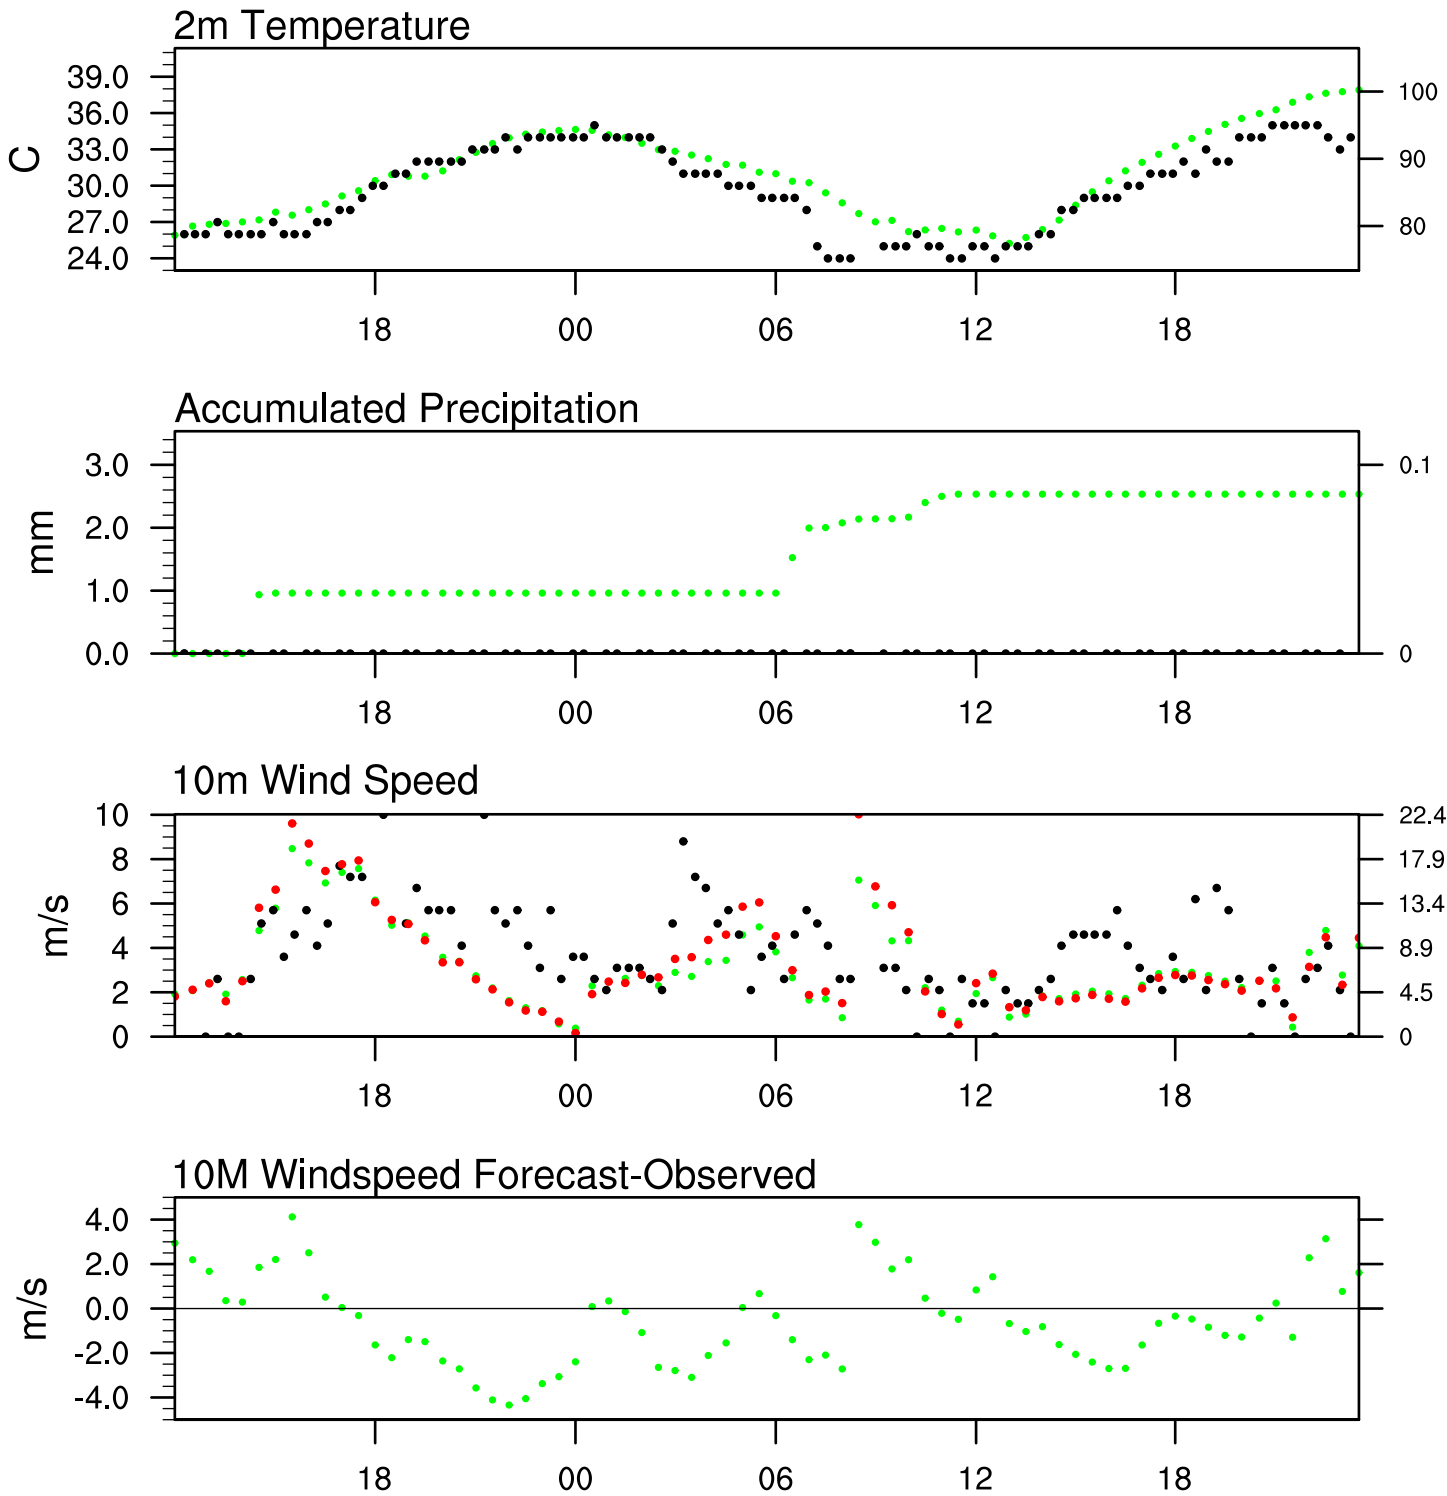 2m Temperature
39.0
36.0
33.0
30.0
27.0
24.0
C
100
90
80
18 00 06 12 18
Accumulated Precipitation
3.0
2.0
1.0
0.0
mm
0.1
0
18 00 06 12 18
10m Wind Speed
10
8
6
4
2
0
m/s
22.4
17.9
13.4
8.9
4.5
0
18 00 06 12 18
10M Windspeed Forecast-Observed
4.0
2.0
0.0
-2.0
-4.0
m/s
18 00 06 12 18